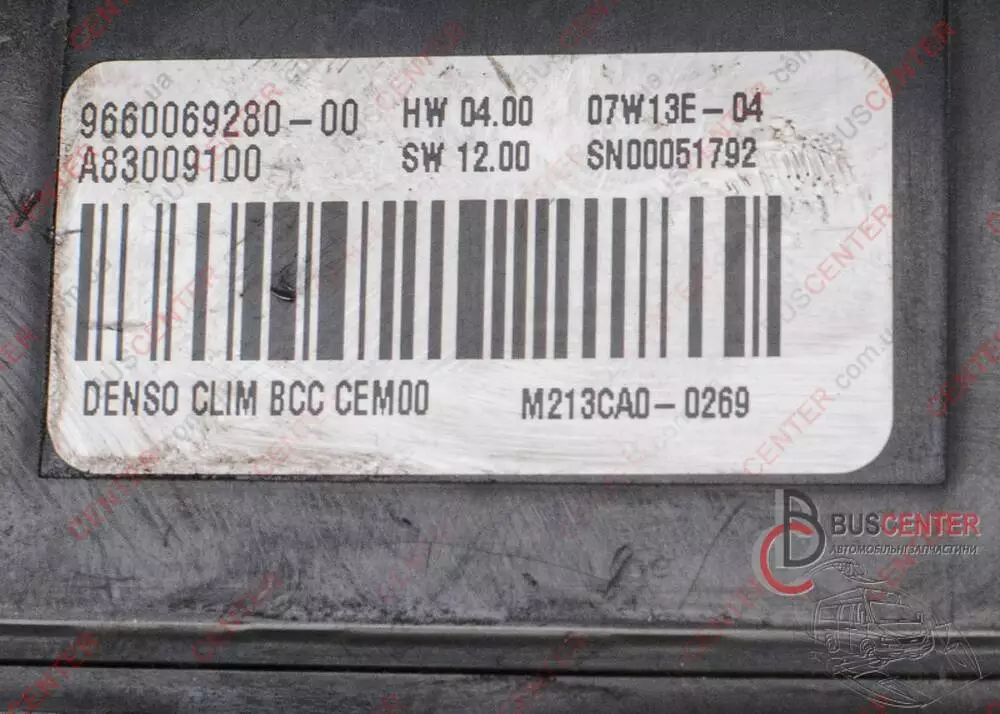 9660069280-00 HW 04.00 07W13E-04
A83009100 SW 12.00 SN00051792
DENSO CLIM BCC CEM00 M213CA0-0269
BUSCENTER
АВТОМОБІЛЬНІ ЗАПЧАСТИНИ